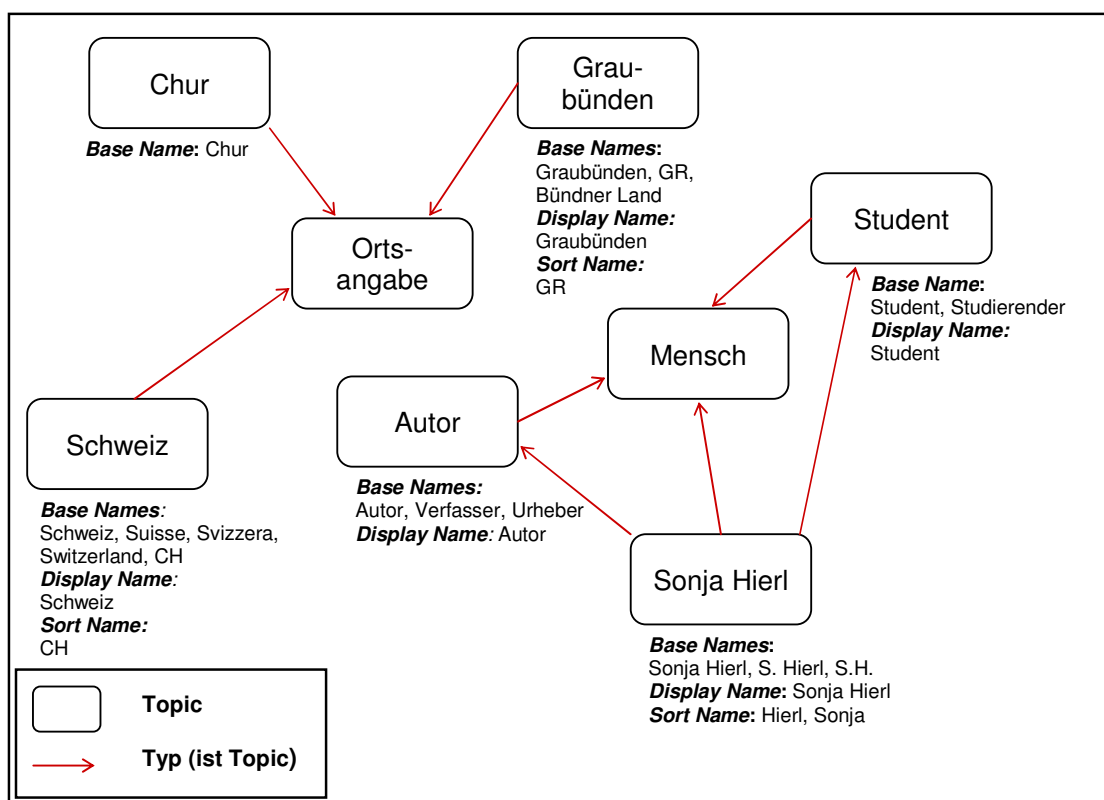 Chur
Base Name: Chur
Grau-
bünden
Base Names:
Graubünden, GR,
Bündner Land
Display Name:
Graubünden
Sort Name:
GR
Orts-
angabe
Student
Base Name:
Student, Studierender
Display Name:
Student
Mensch
Schweiz
Base Names:
Schweiz, Suisse, Svizzera,
Switzerland, CH
Display Name:
Schweiz
Sort Name:
CH
Autor
Base Names:
Autor, Verfasser, Urheber
Display Name: Autor
Sonja Hierl
Base Names:
Sonja Hierl, S. Hierl, S.H.
Display Name: Sonja Hierl
Sort Name: Hierl, Sonja
Topic
Typ (ist Topic)